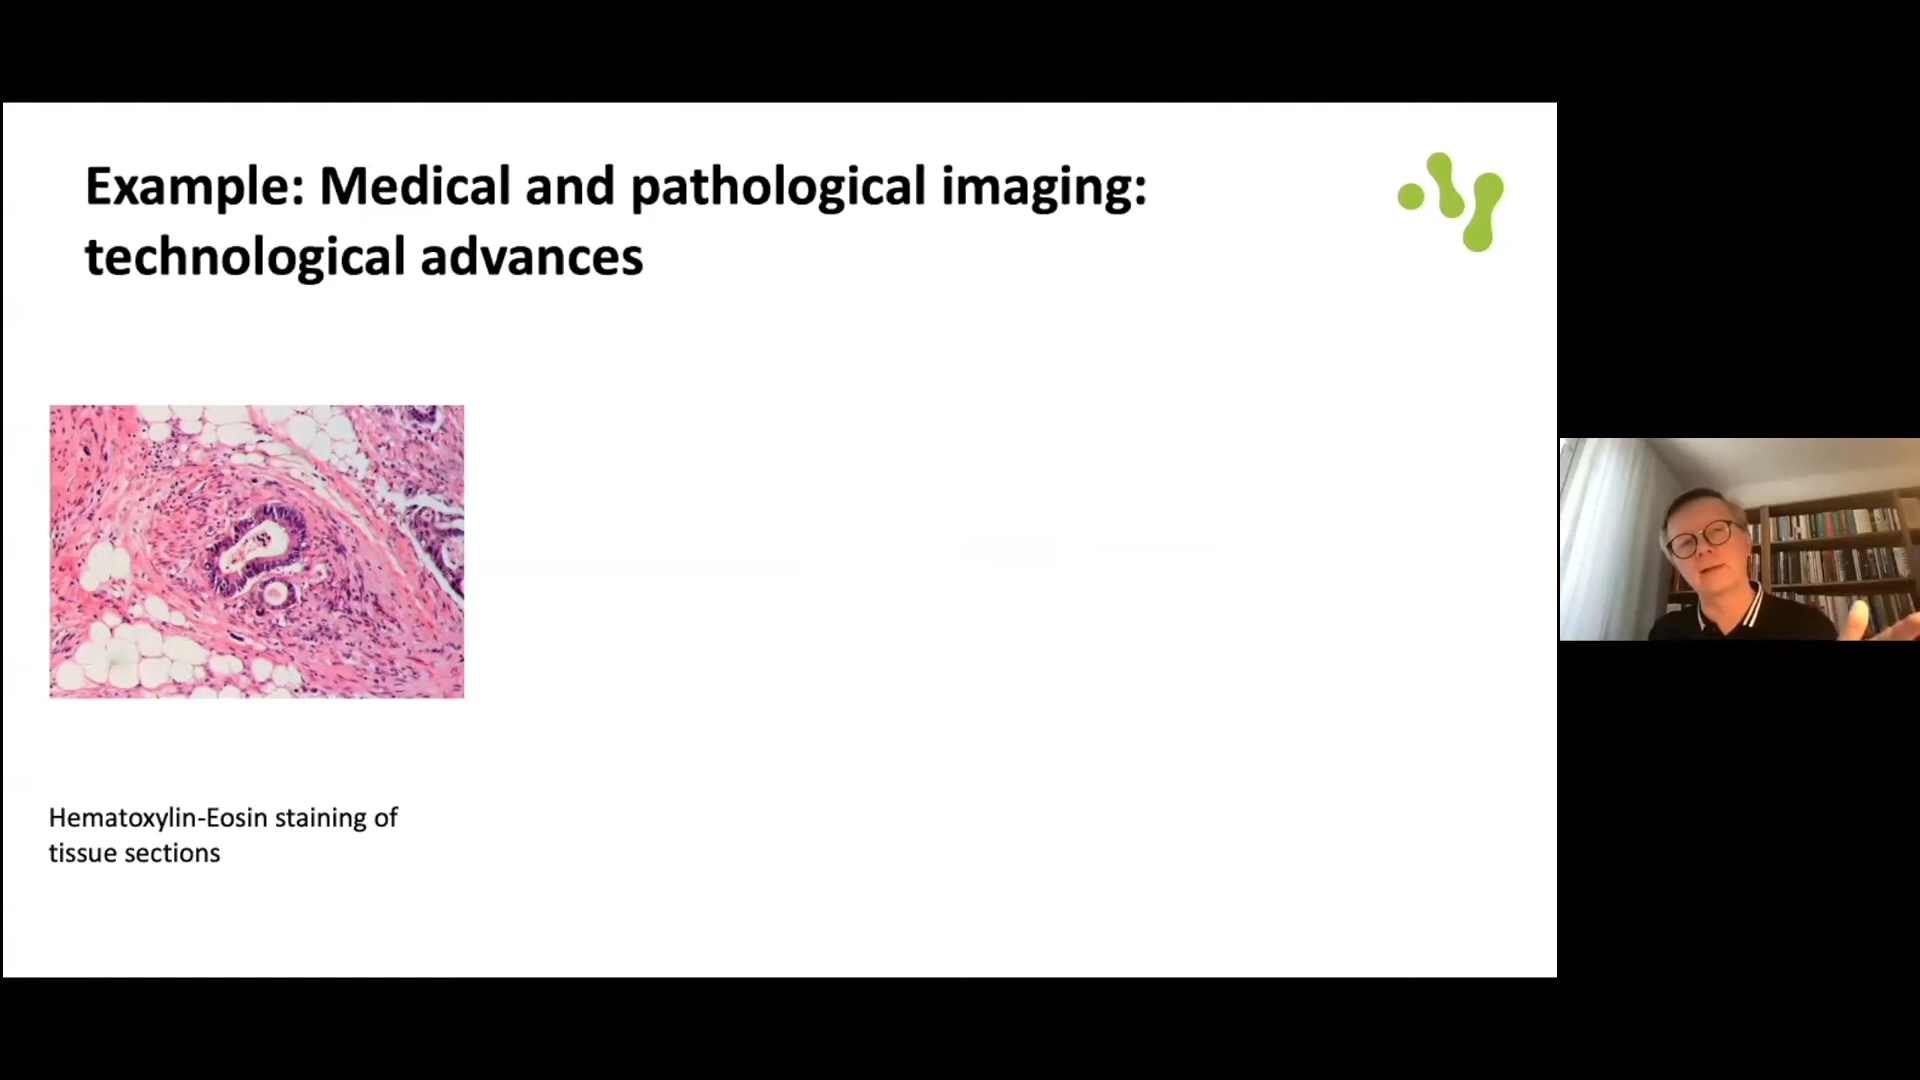 Example: Medical and pathological imaging:
technological advances
Hematoxylin-Eosin staining of
tissue sections